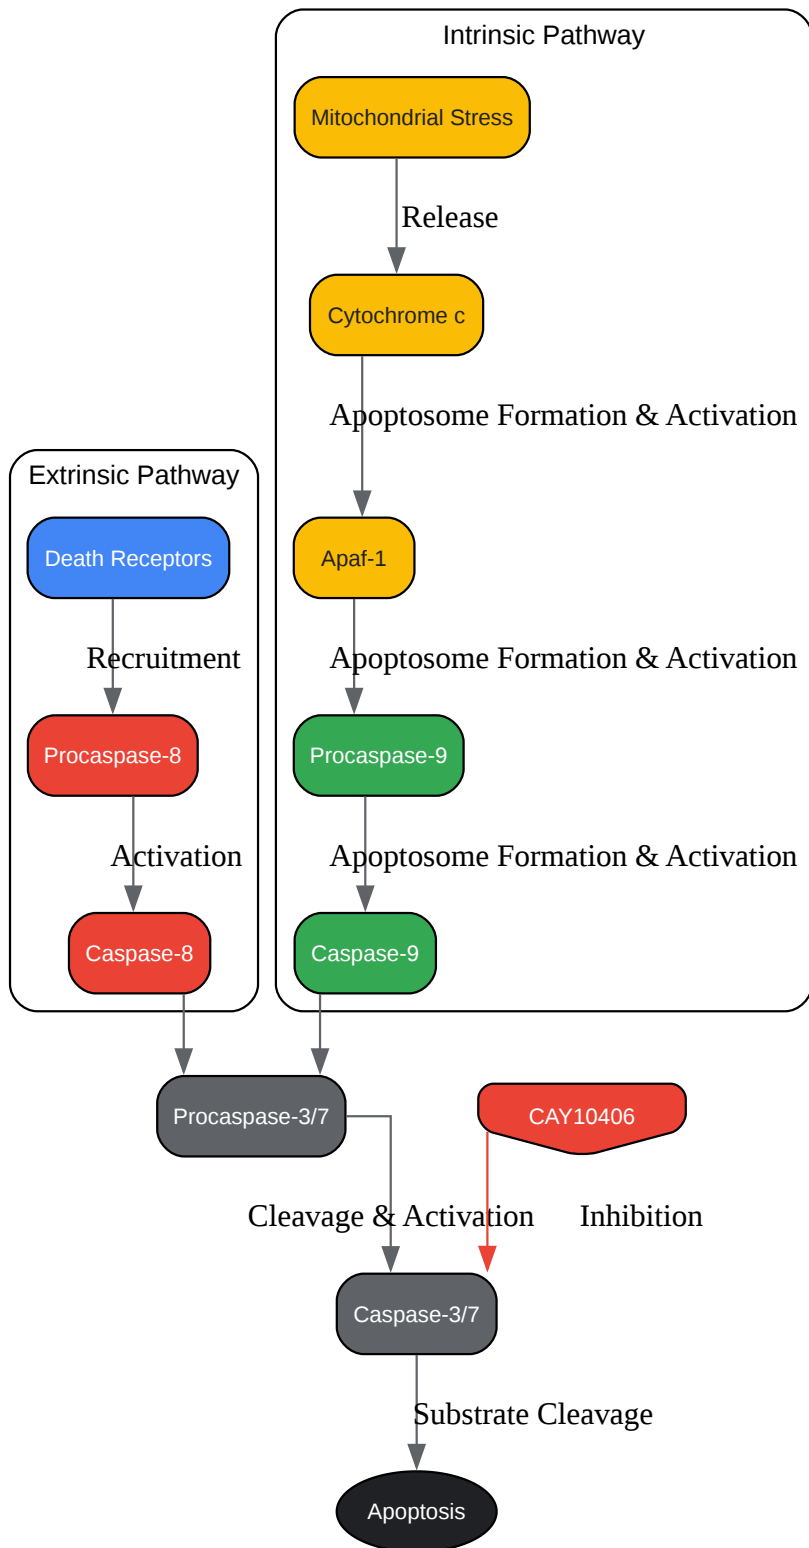 Intrinsic Pathway
Mitochondrial Stress
Release
Cytochrome c
Apoptosome Formation & Activation
Extrinsic Pathway
Death Receptors
Apaf-1
Recruitment
Apoptosome Formation & Activation
Procaspase-8
Procaspase-9
Activation
Apoptosome Formation & Activation
Caspase-8
Caspase-9
Procaspase-3/7
CAY10406
Cleavage & Activation
Inhibition
Caspase-3/7
Substrate Cleavage
Apoptosis